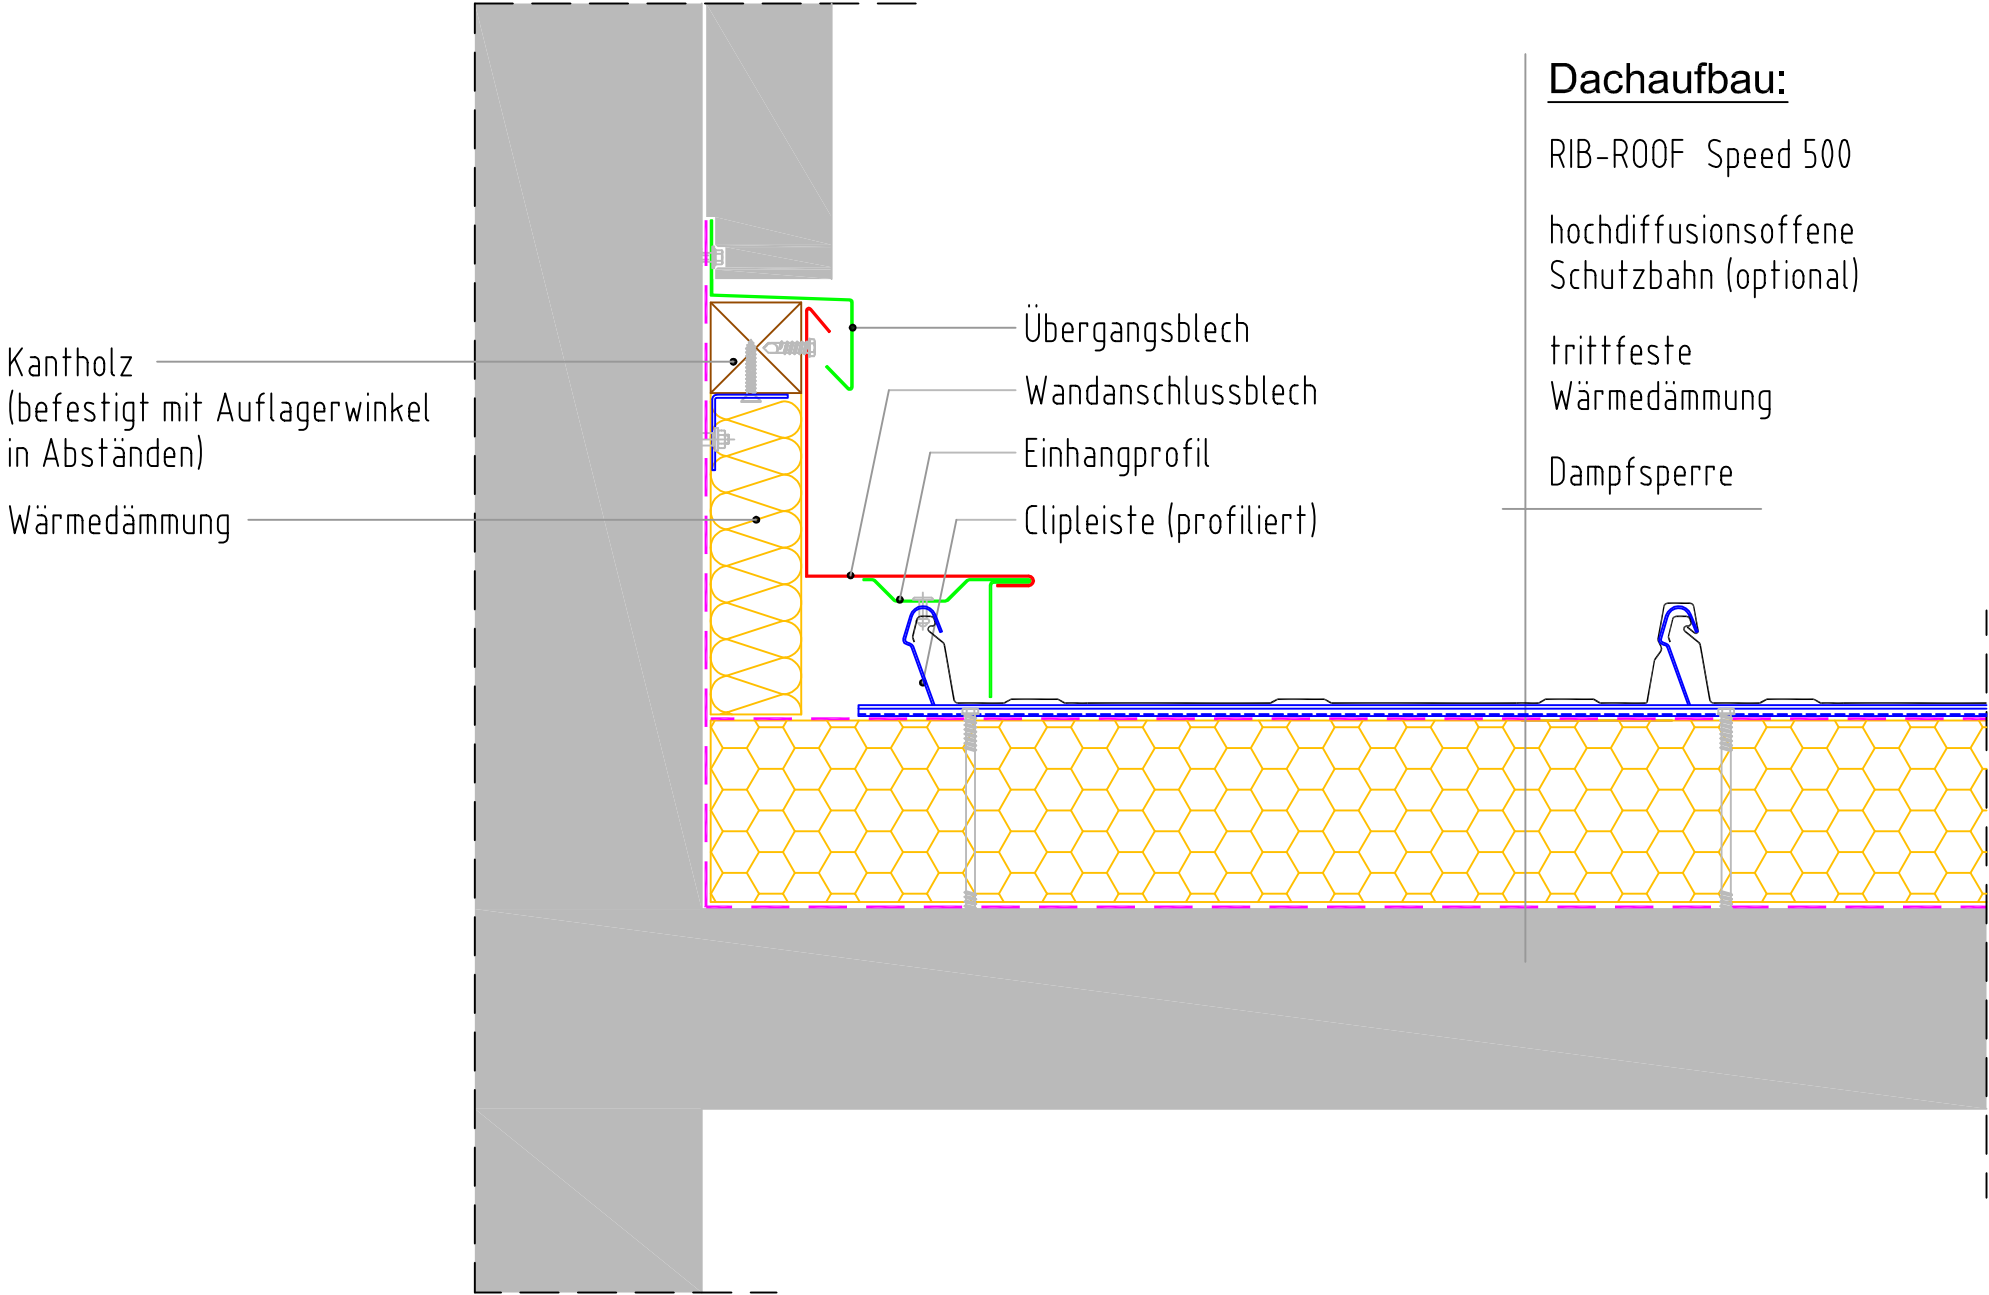 Dachaufbau:
RIB-ROOF Speed 500
hochdiffusionsoffene
Schutzbahn (optional)
trittfeste
Wärmedämmung
Dampfsperre
Übergangsblech
Wandanschlussblech
Einhangprofil
Clipleiste (profiliert)
Kantholz
(befestigt mit Auflagerwinkel
in Abständen)
Wärmedämmung